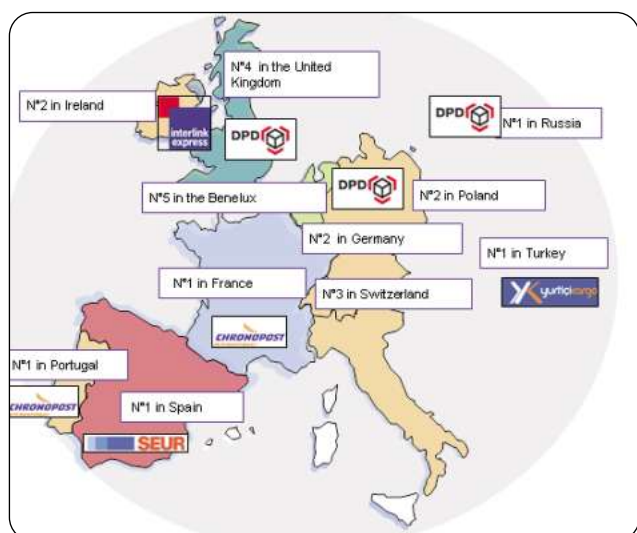 N°4 in the United
Kingdom
N°2 in Ireland
interlink
express
DPD
DPD
N°1 in Russia
N°5 in the Benelux
DPD
N°2 in Poland
N°2 in Germany
N°1 in Turkey
N°1 in France
N°3 in Switzerland
yurtiçikargo
CHRONOPOST
N°1 in Portugal
CHRONOPOST
N°1 in Spain
SEUR